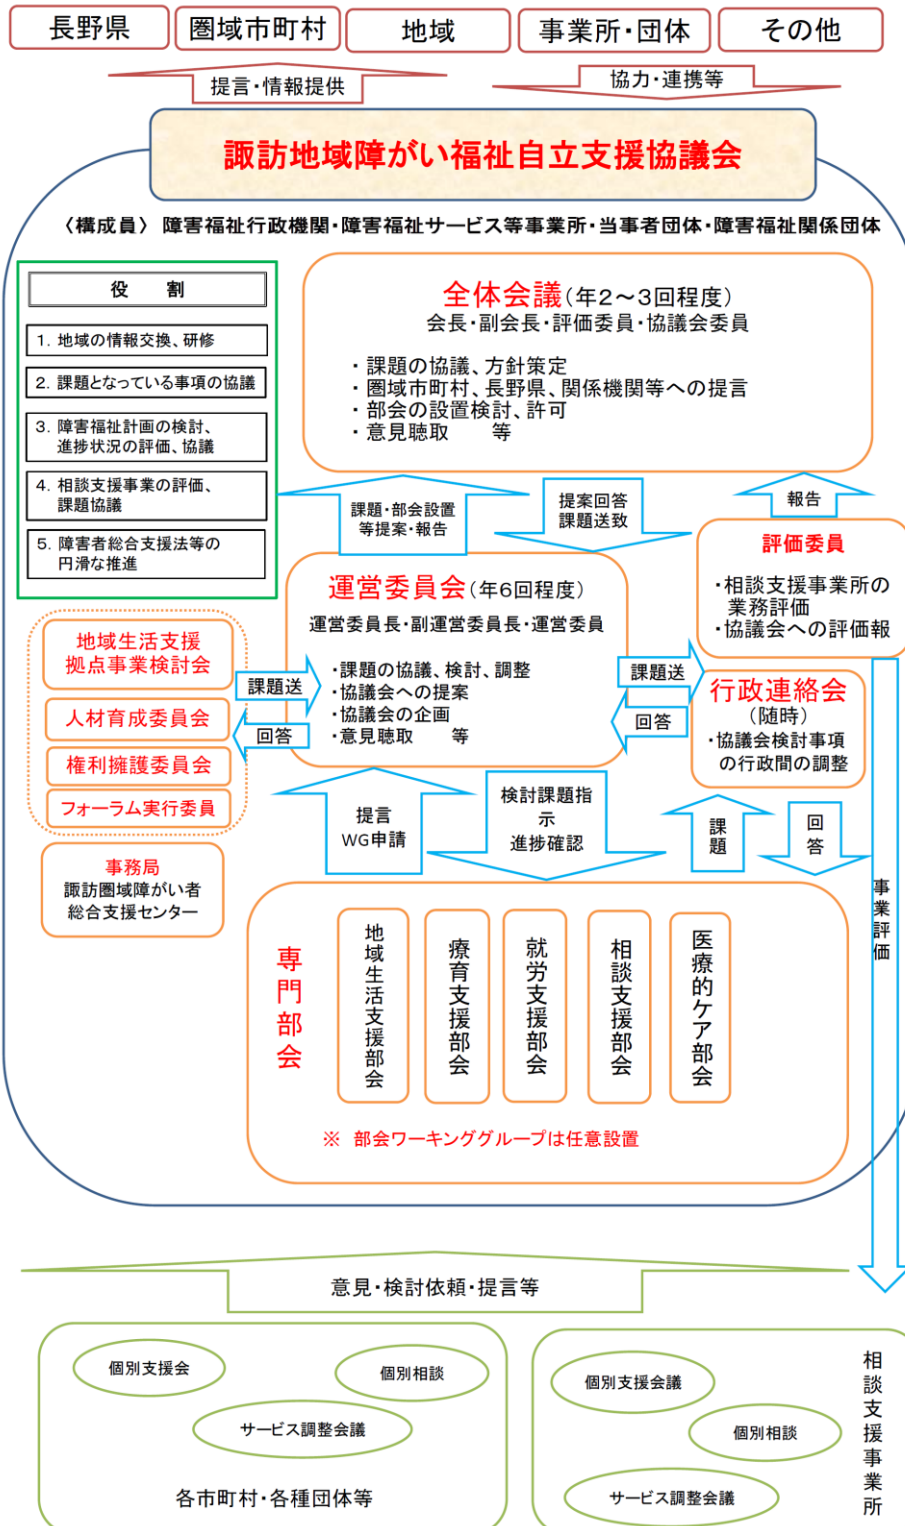 長野県
圏域市町村
地域
事業所・団体
その他
提言・情報提供
協力・連携等
諏訪地域障がい福祉自立支援協議会
〈構成員〉 障害福祉行政機関・障害福祉サービス等事業所・当事者団体・障害福祉関係団体
役　割
1．地域の情報交換、研修
2．課題となっている事項の協議
3．障害福祉計画の検討、
進捗状況の評価、協議
4．相談支援事業の評価、
課題協議
5．障害者総合支援法等の
円滑な推進
全体会議（年2～3回程度）
会長・副会長・評価委員・協議会委員
・課題の協議、方針策定
・圏域市町村、長野県、関係機関等への提言
・部会の設置検討、許可
・意見聴取　　等
課題・部会設置
等提案・報告
提案回答
課題送致
報告
評価委員
・相談支援事業所の
業務評価
・協議会への評価報
運営委員会（年6回程度）
運営委員長・副運営委員長・運営委員
・課題の協議、検討、調整
・協議会への提案
・協議会の企画
・意見聴取　　等
地域生活支援
拠点事業検討会
人材育成委員会
権利擁護委員会
フォーラム実行委員
課題送
回答
課題送
回答
行政連絡会
（随時）
・協議会検討事項
の行政間の調整
事務局
諏訪圏域障がい者
総合支援センター
提言
WG申請
検討課題指
示
進捗確認
課題
回答
事業評価
専門部会
地域生活支援部会
療育支援部会
就労支援部会
相談支援部会
医療的ケア部会
※　部会ワーキンググループは任意設置
意見・検討依頼・提言等
個別支援会
個別相談
サービス調整会議
各市町村・各種団体等
個別支援会議
個別相談
サービス調整会議
相談支援事業所